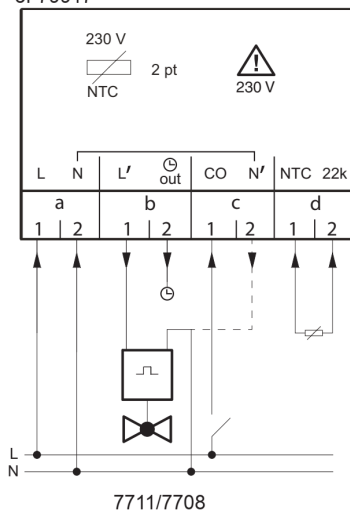 230 V
2 pt
NTC
230 V
L N L' out CO N' NTC 22k
a b c d
1 2 1 2 1 2 1 2
L
N
7711/7708